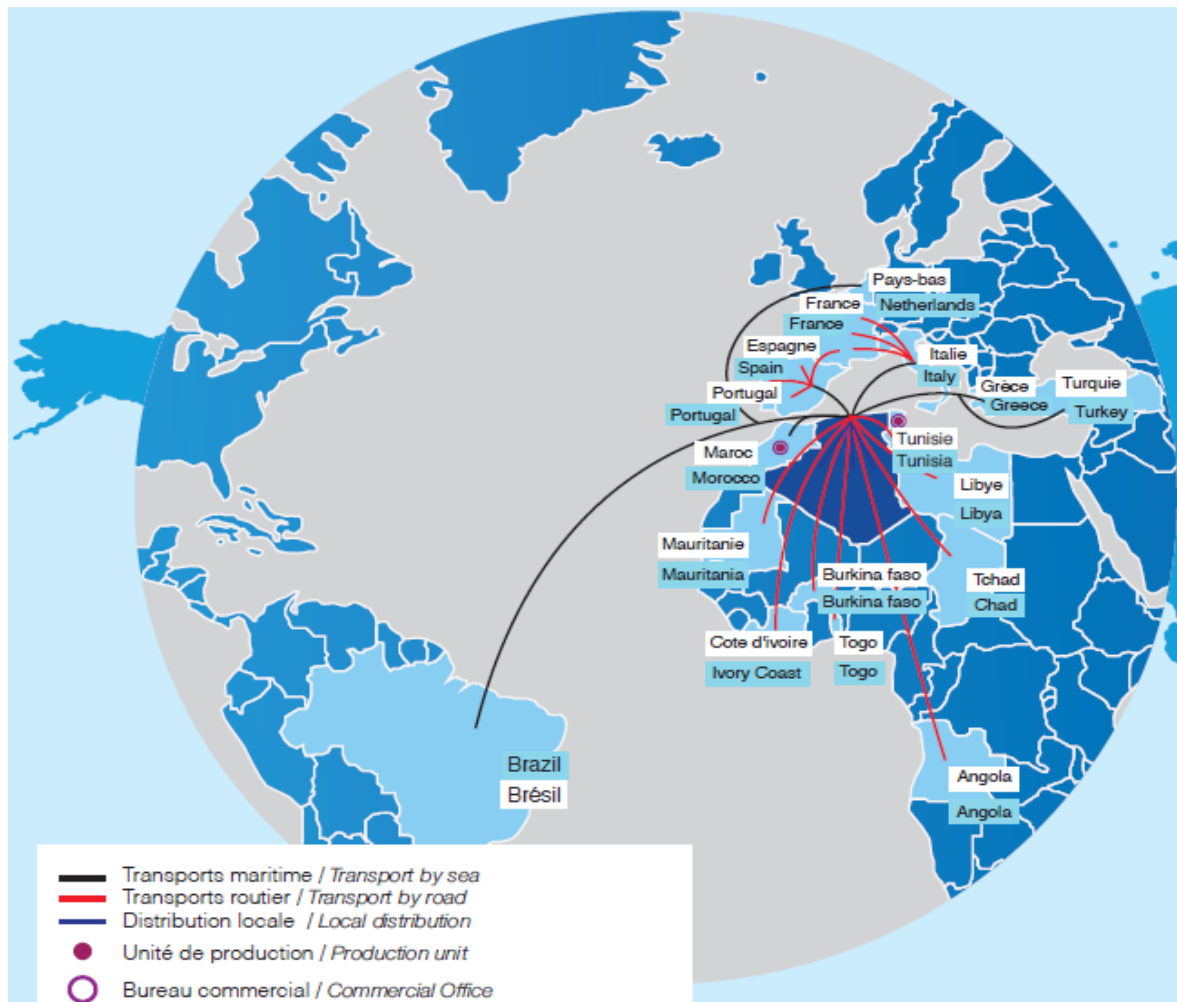 Pays-bas
Netherlands
France
France
Espagne
Spain
Italie
Italy
Portugal
Portugal
Grèce
Greece
Turquie
Turkey
Tunisie
Tunisia
Maroc
Morocco
Libye
Libya
Mauritanie
Mauritania
Burkina faso
Burkina faso
Tchad
Chad
Cote d'ivoire
Ivory Coast
Togo
Togo
Brazil
Brésil
Angola
Angola
Transports maritime / Transport by sea
Transports routier / Transport by road
Distribution locale / Local distribution
Unité de production / Production unit
Bureau commercial / Commercial Office